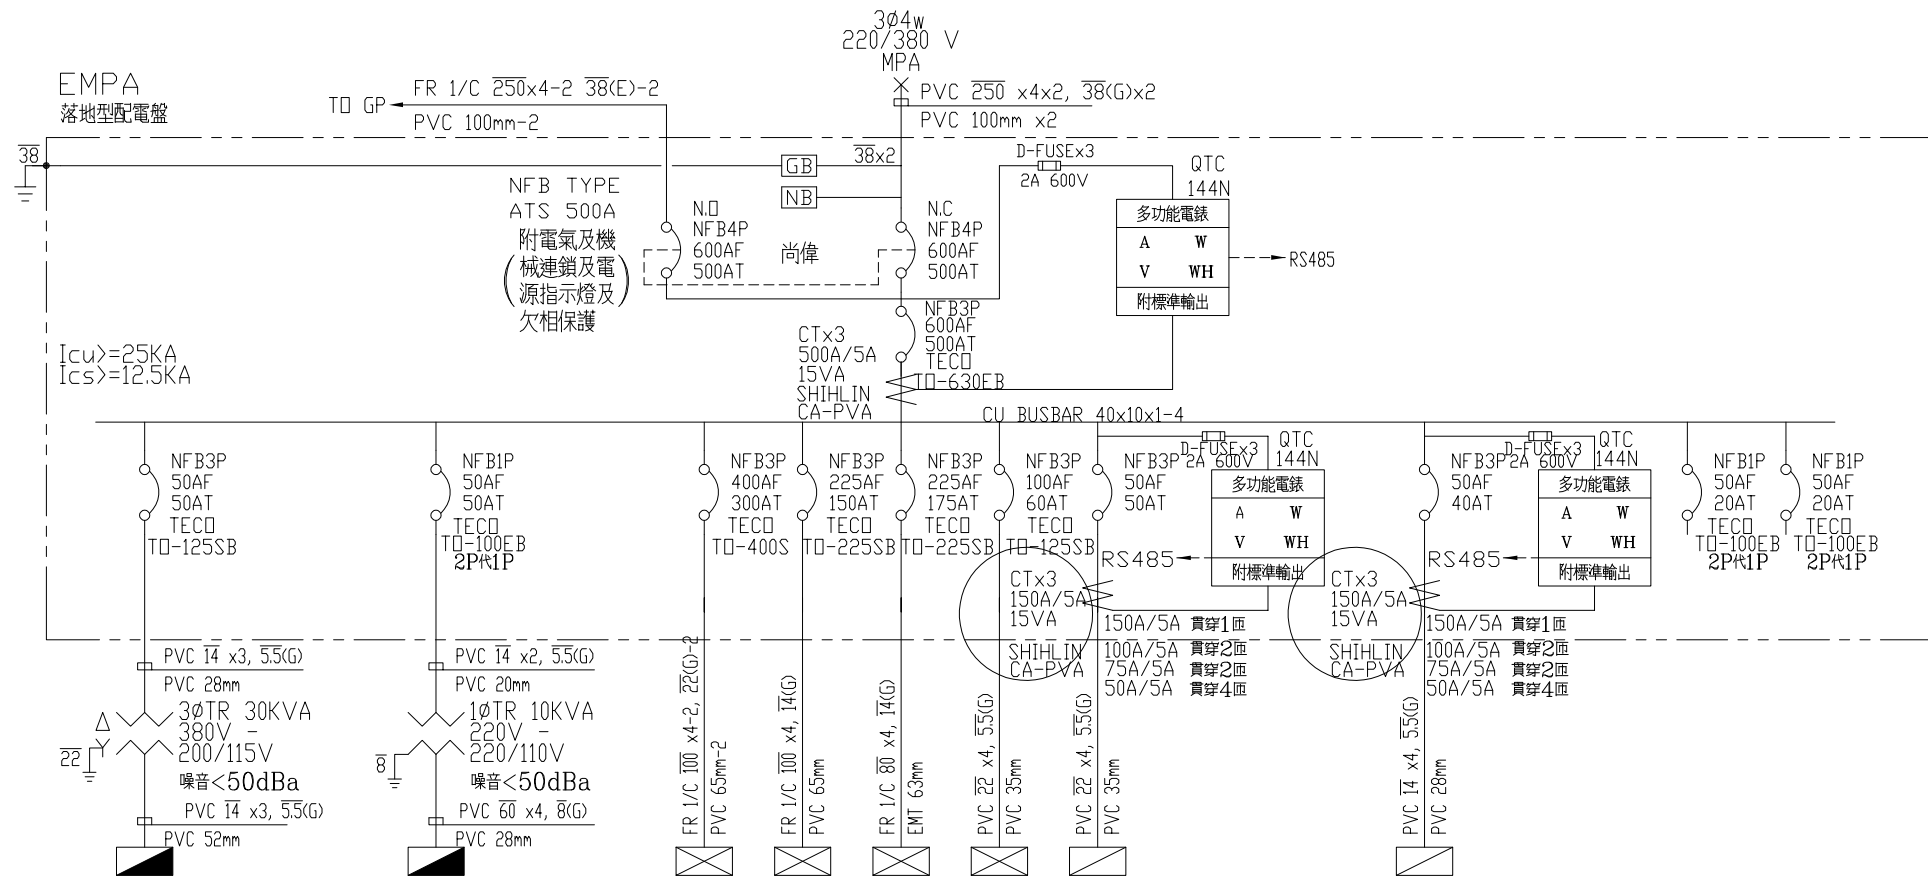 3∅4w
220/380 V
MPA
EMPA
落地型配電盤
TO GP
FR 1/C 250x4-2 38(E)-2
PVC 100mm-2
PVC 250 x4x2, 38(G)x2
PVC 100mm x2
38
GB
38x2
NB
D-FUSEx3
2A 600V
QTC
144N
多功能電錶
A W
V WH
附標準輸出
RS485
NFB TYPE
ATS 500A
附電氣及機
械連鎖及電
源指示燈及
欠相保護
N.O
NFB4P
600AF
500AT
尚偉
N.C
NFB4P
600AF
500AT
NFB3P
600AF
500AT
TECO
TO-630EB
CTx3
500A/5A
15VA
SHIHLIN
CA-PVA
Icu>=25KA
Ics>=12.5KA
CU BUSBAR 40x10x1-4
NFB3P
50AF
50AT
TECO
TO-125SB
NFB1P
50AF
50AT
TECO
TO-100EB
2P代1P
NFB3P
400AF
300AT
TECO
TO-400S
NFB3P
225AF
150AT
TECO
TO-225SB
NFB3P
225AF
175AT
TECO
TO-225SB
NFB3P
100AF
60AT
TECO
TO-125SB
NFB3P
50AF
50AT
D-FUSEx3
2A 600V
QTC
144N
多功能電錶
A W
V WH
附標準輸出
RS485
CTx3
150A/5A
15VA
SHIHLIN
CA-PVA
150A/5A 貫穿1匝
100A/5A 貫穿2匝
75A/5A 貫穿2匝
50A/5A 貫穿4匝
NFB3P
50AF
40AT
D-FUSEx3
2A 600V
QTC
144N
多功能電錶
A W
V WH
附標準輸出
RS485
CTx3
150A/5A
15VA
SHIHLIN
CA-PVA
150A/5A 貫穿1匝
100A/5A 貫穿2匝
75A/5A 貫穿2匝
50A/5A 貫穿4匝
NFB1P
50AF
20AT
TECO
TO-100EB
2P代1P
NFB1P
50AF
20AT
TECO
TO-100EB
2P代1P
PVC 14 x3, 5.5(G)
PVC 28mm
Δ
Y
22
3∅TR 30KVA
380V -
200/115V
噪音<50dBa
PVC 14 x3, 5.5(G)
PVC 52mm
PVC 14 x2, 5.5(G)
PVC 20mm
8
1∅TR 10KVA
220V -
220/110V
噪音<50dBa
PVC 60 x4, 8(G)
PVC 28mm
FR 1/C 100 x4-2, 22(G)-2
PVC 65mm-2
FR 1/C 100 x4, 14(G)
PVC 65mm
FR 1/C 80 x4, 14(G)
EMT 63mm
PVC 22 x4, 5.5(G)
PVC 35mm
PVC 22 x4, 5.5(G)
PVC 35mm
PVC 14 x4, 5.5(G)
PVC 28mm